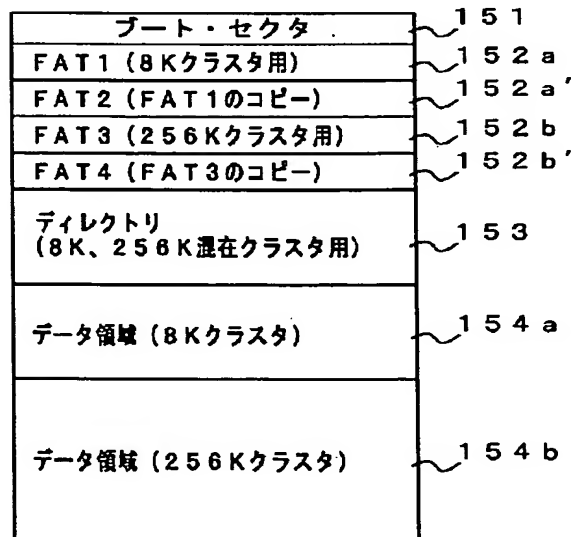 ブート・セクタ 151
FAT1(8Kクラスタ用) 152a
FAT2(FAT1のコピー) 152a'
FAT3(256Kクラスタ用) 152b
FAT4(FAT3のコピー) 152b'
ディレクトリ
(8K、256K混在クラスタ用) 153
データ領域(8Kクラスタ) 154a
データ領域(256Kクラスタ) 154b